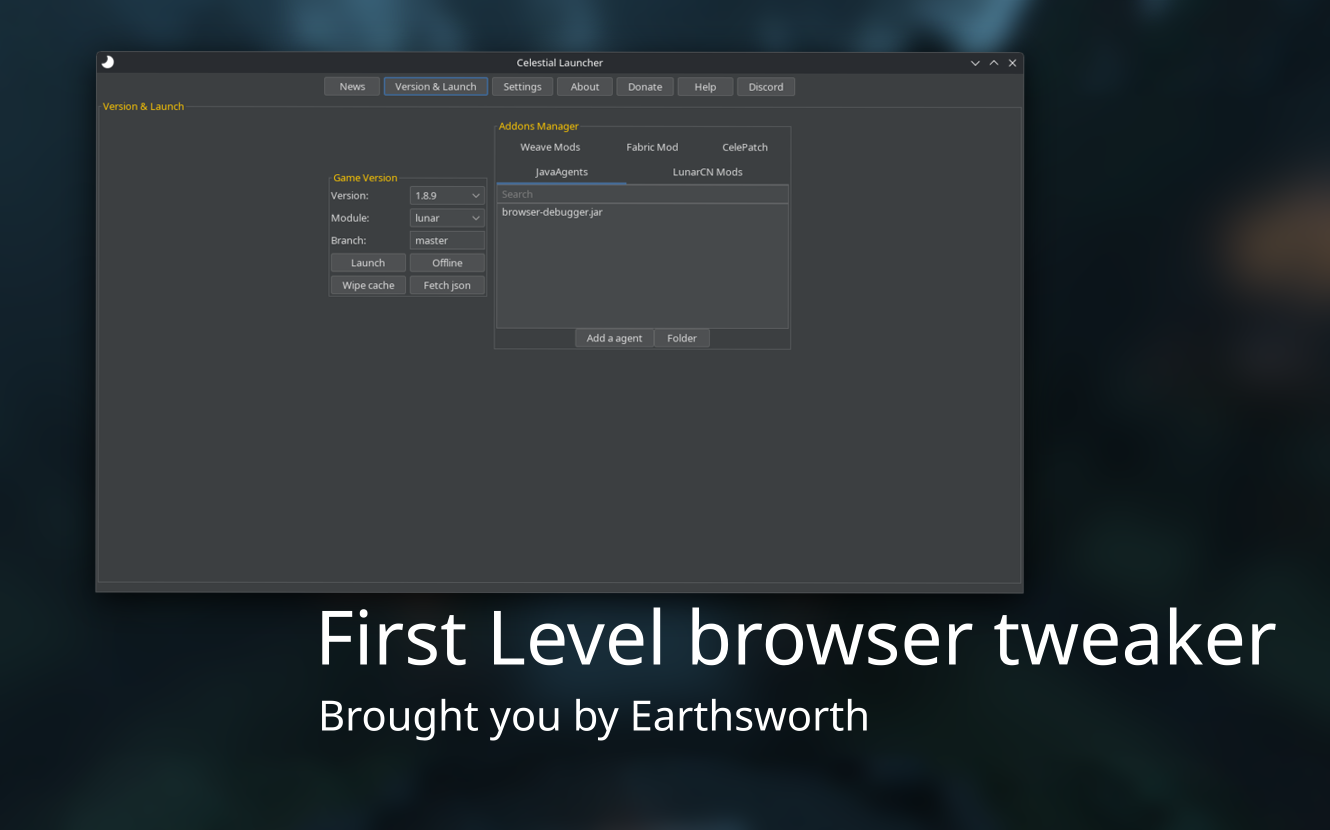 Celestial Launcher
News Version & Launch Settings About Donate Help Discord
Version & Launch
Game Version
Version: 1.8.9
Module: lunar
Branch: master
Launch Offline
Wipe cache Fetch json
Addons Manager
Weave Mods Fabric Mod CelePatch
JavaAgents LunarCN Mods
Search
browser-debugger.jar
Add a agent Folder
First Level browser tweaker
Brought you by Earthsworth